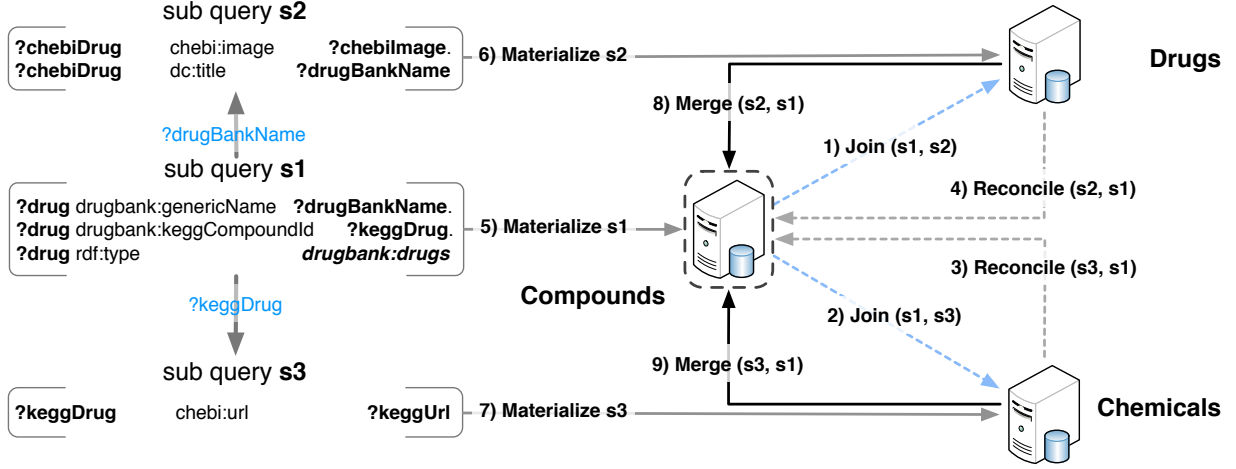 sub query s2
?chebiDrug chebi:image ?chebiImage.
?chebiDrug dc:title ?drugBankName
6) Materialize s2
Drugs
8) Merge (s2, s1)
?drugBankName
1) Join (s1, s2)
sub query s1
4) Reconcile (s2, s1)
?drug drugbank:genericName ?drugBankName.
?drug drugbank:keggCompoundId ?keggDrug.
?drug rdf:type drugbank:drugs
5) Materialize s1
3) Reconcile (s3, s1)
Compounds
?keggDrug
2) Join (s1, s3)
9) Merge (s3, s1)
sub query s3
?keggDrug chebi:url ?keggUrl
7) Materialize s3
Chemicals